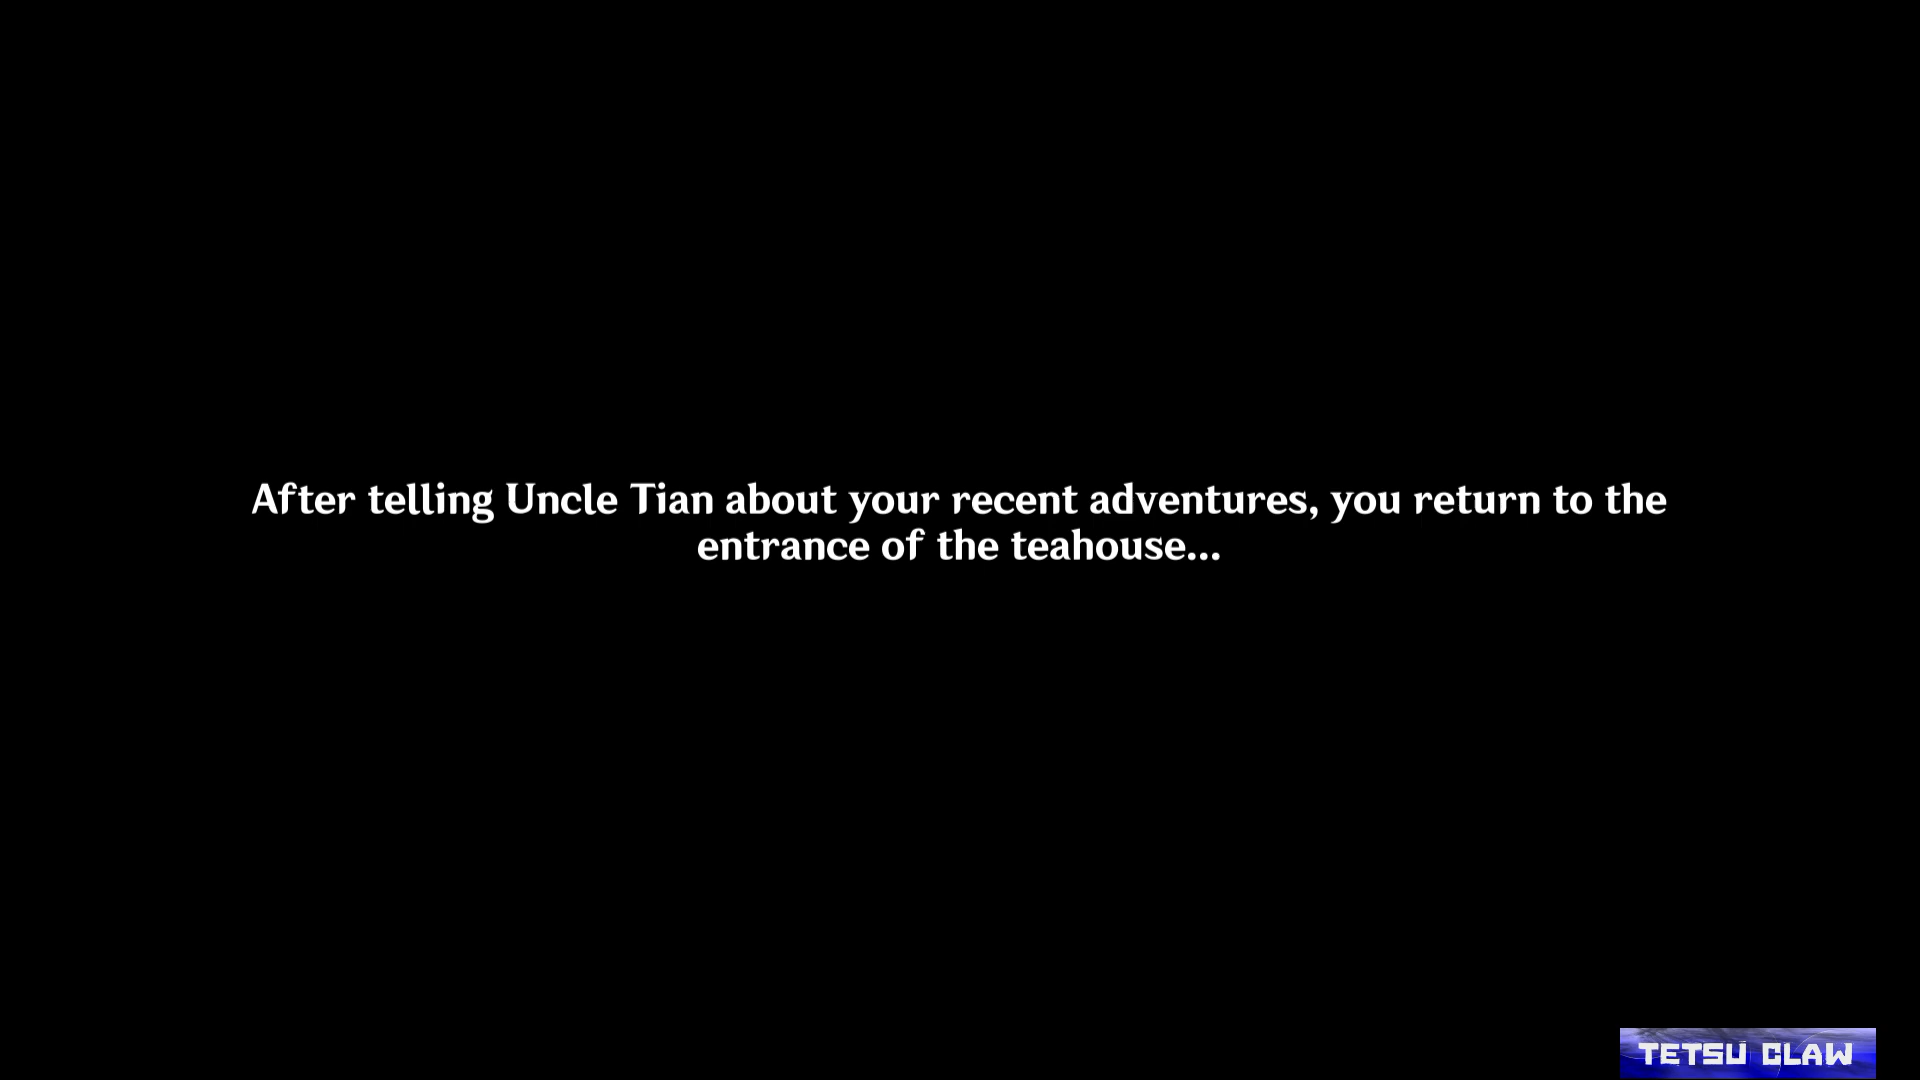 After telling Uncle Tian about your recent adventures, you return to the
entrance of the teahouse...
TETSU CLAW